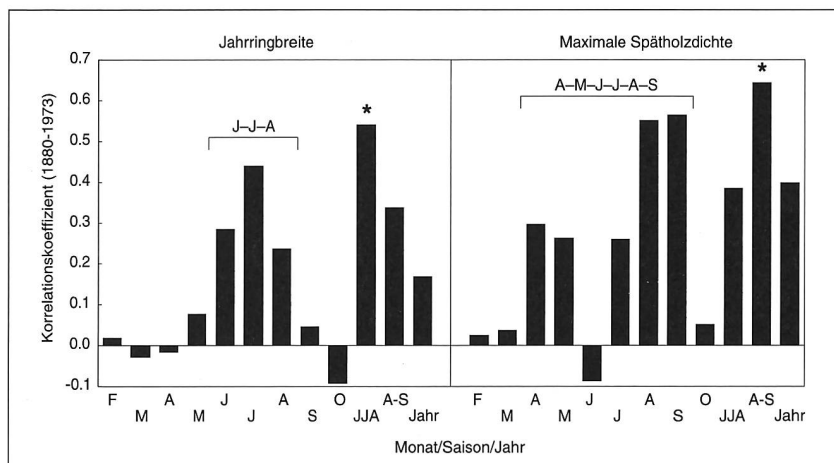 Jahrringbreite
Maximale Spätholzdichte
Korrelationskoeffizient (1880-1973)
0.7
0.6
0.5
0.4
0.3
0.2
0.1
0.0
-0.1
J–J–A
*
A–M–J–J–A–S
*
F M A M J J A S O JJA A-S Jahr
F M A M J J A S O JJA A-S Jahr
Monat/Saison/Jahr